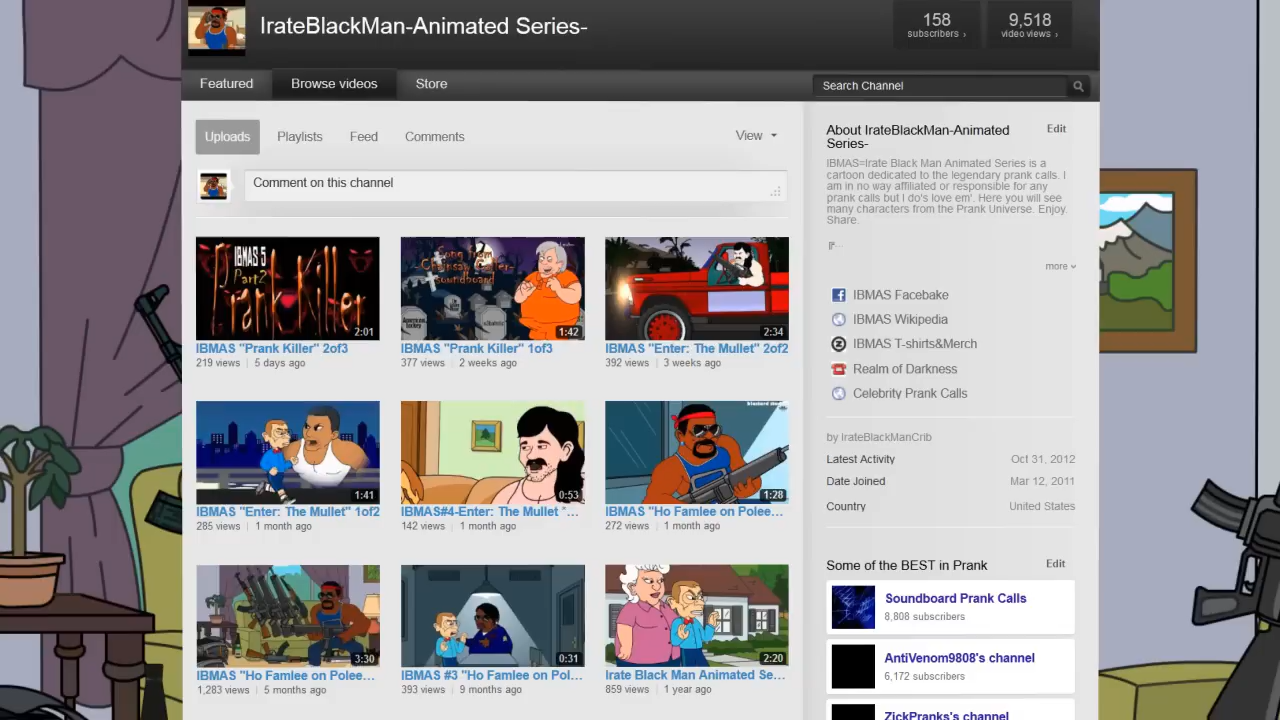 IrateBlackMan-Animated Series-
158
subscribers ›
9,518
video views ›
Featured
Browse videos
Store
Search Channel
Uploads
Playlists
Feed
Comments
View
Comment on this channel
IBMAS 5
Part2
Prank Killer
2:01
Song from
-Chainsaw Caller-
soundboard
1:42
2:34
IBMAS "Prank Killer" 2of3
219 views | 5 days ago
IBMAS "Prank Killer" 1of3
377 views | 2 weeks ago
IBMAS "Enter: The Mullet" 2of2
392 views | 3 weeks ago
1:41
0:53
1:28
IBMAS "Enter: The Mullet" 1of2
285 views | 1 month ago
IBMAS#4-Enter: The Mullet "...
142 views | 1 month ago
IBMAS "Ho Famlee on Polee...
272 views | 1 month ago
3:30
0:31
2:20
IBMAS "Ho Famlee on Polee...
1,283 views | 5 months ago
IBMAS #3 "Ho Famlee on Pol...
393 views | 9 months ago
Irate Black Man Animated Se...
859 views | 1 year ago
About IrateBlackMan-Animated
Series-
Edit
IBMAS=Irate Black Man Animated Series is a
cartoon dedicated to the legendary prank calls. I
am in no way affiliated or responsible for any
prank calls but I do's love em'. Here you will see
many characters from the Prank Universe. Enjoy.
Share.
more
IBMAS Facebake
IBMAS Wikipedia
IBMAS T-shirts&Merch
Realm of Darkness
Celebrity Prank Calls
by IrateBlackManCrib
Latest Activity
Oct 31, 2012
Date Joined
Mar 12, 2011
Country
United States
Some of the BEST in Prank
Edit
Soundboard Prank Calls
8,808 subscribers
AntiVenom9808's channel
6,172 subscribers
ZickPranks's channel